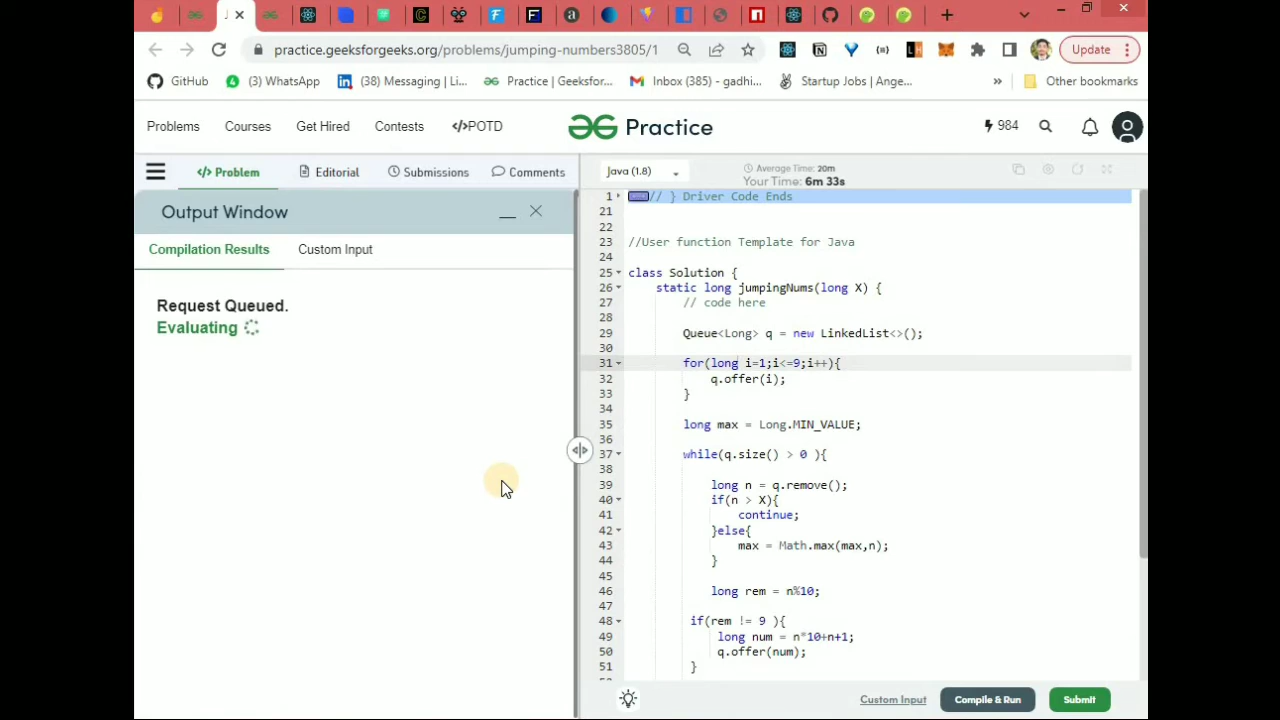 practice.geeksforgeeks.org/problems/jumping-numbers3805/1
Update
GitHub
(3) WhatsApp
(38) Messaging | Li...
Practice | Geeksfor...
Inbox (385) - gadhi...
Startup Jobs | Ange...
»
Other bookmarks
Problems
Courses
Get Hired
Contests
</>POTD
Practice
984
</> Problem
Editorial
Submissions
Comments
Java (1.8)
Average Time: 20m
Your Time: 6m 33s
Output Window
Compilation Results
Custom Input
Request Queued.
Evaluating
1 // } Driver Code Ends
21
22
23 //User function Template for Java
24
25 class Solution {
26 static long jumpingNums(long X) {
27 // code here
28
29 Queue<Long> q = new LinkedList<>();
30
31 for(long i=1;i<=9;i++){
32 q.offer(i);
33 }
34
35 long max = Long.MIN_VALUE;
36
37 while(q.size() > 0 ){
38
39 long n = q.remove();
40 if(n > X){
41 continue;
42 }else{
43 max = Math.max(max,n);
44 }
45
46 long rem = n%10;
47
48 if(rem != 9 ){
49 long num = n*10+n+1;
50 q.offer(num);
51 }
Custom Input
Compile & Run
Submit